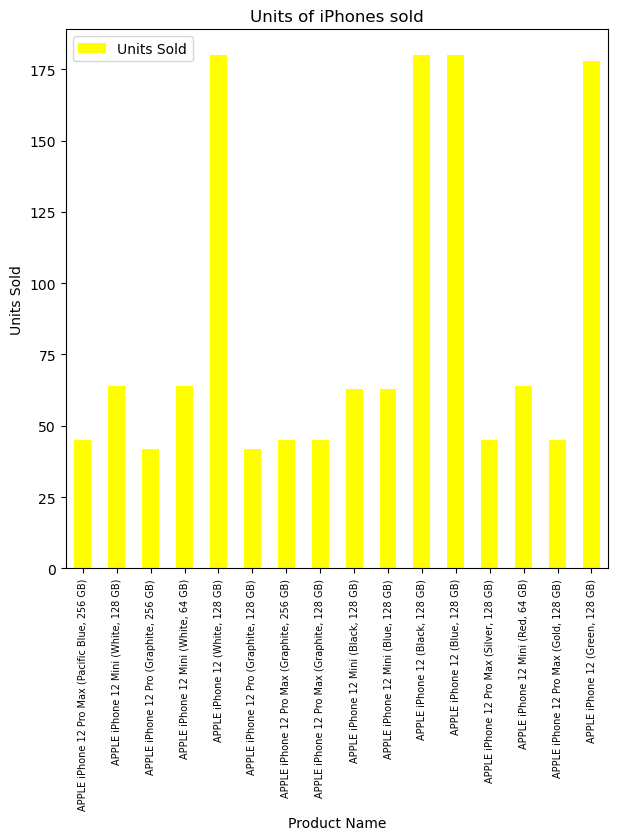 Units of iPhones sold
Units Sold
Units Sold
175
150
125
100
75
50
25
0
APPLE iPhone 12 Pro Max (Pacific Blue, 256 GB)
APPLE iPhone 12 Mini (White, 128 GB)
APPLE iPhone 12 Pro (Graphite, 256 GB)
APPLE iPhone 12 Mini (White, 64 GB)
APPLE iPhone 12 (White, 128 GB)
APPLE iPhone 12 Pro (Graphite, 128 GB)
APPLE iPhone 12 Pro Max (Graphite, 256 GB)
APPLE iPhone 12 Pro Max (Graphite, 128 GB)
APPLE iPhone 12 Mini (Black, 128 GB)
APPLE iPhone 12 Mini (Blue, 128 GB)
APPLE iPhone 12 (Black, 128 GB)
APPLE iPhone 12 (Blue, 128 GB)
APPLE iPhone 12 Pro Max (Silver, 128 GB)
APPLE iPhone 12 Mini (Red, 64 GB)
APPLE iPhone 12 Pro Max (Gold, 128 GB)
APPLE iPhone 12 (Green, 128 GB)
Product Name